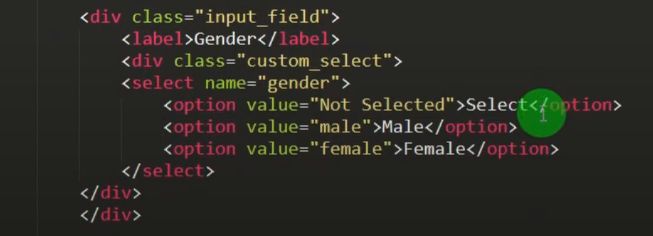 <div class="input_field">
<label>Gender</label>
<div class="custom_select">
<select name="gender">
<option value="Not Selected">Select</option>
<option value="male">Male</option>
<option value="female">Female</option>
</select>
</div>
</div>